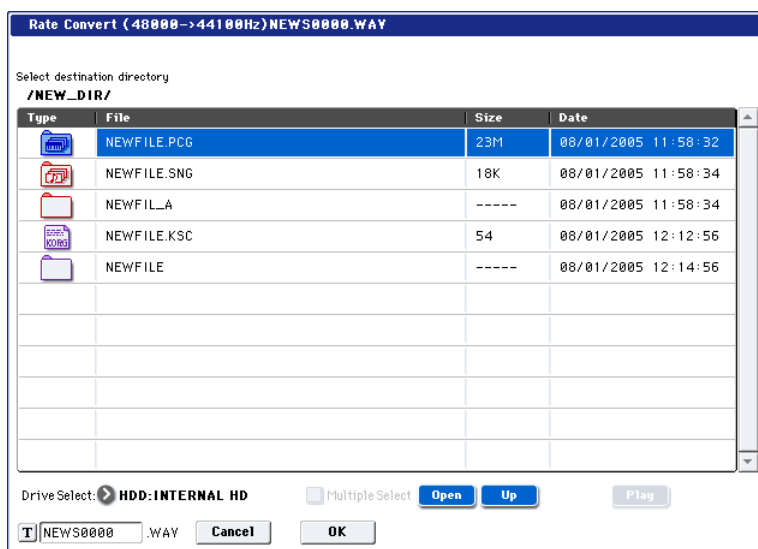 Rate Convert (48000->44100Hz)NEWS0000.WAV
Select destination directory
/NEW_DIR/
Type File Size Date
NEWFILE.PCG 23M 08/01/2005 11:58:32
NEWFILE.SNG 18K 08/01/2005 11:58:34
NEWFIL_A ----- 08/01/2005 11:58:34
KORG NEWFILE.KSC 54 08/01/2005 12:12:56
NEWFILE ----- 08/01/2005 12:14:56
Drive Select: HDD:INTERNAL HD Multiple Select Open Up Play
T NEWS0000 .WAV Cancel OK